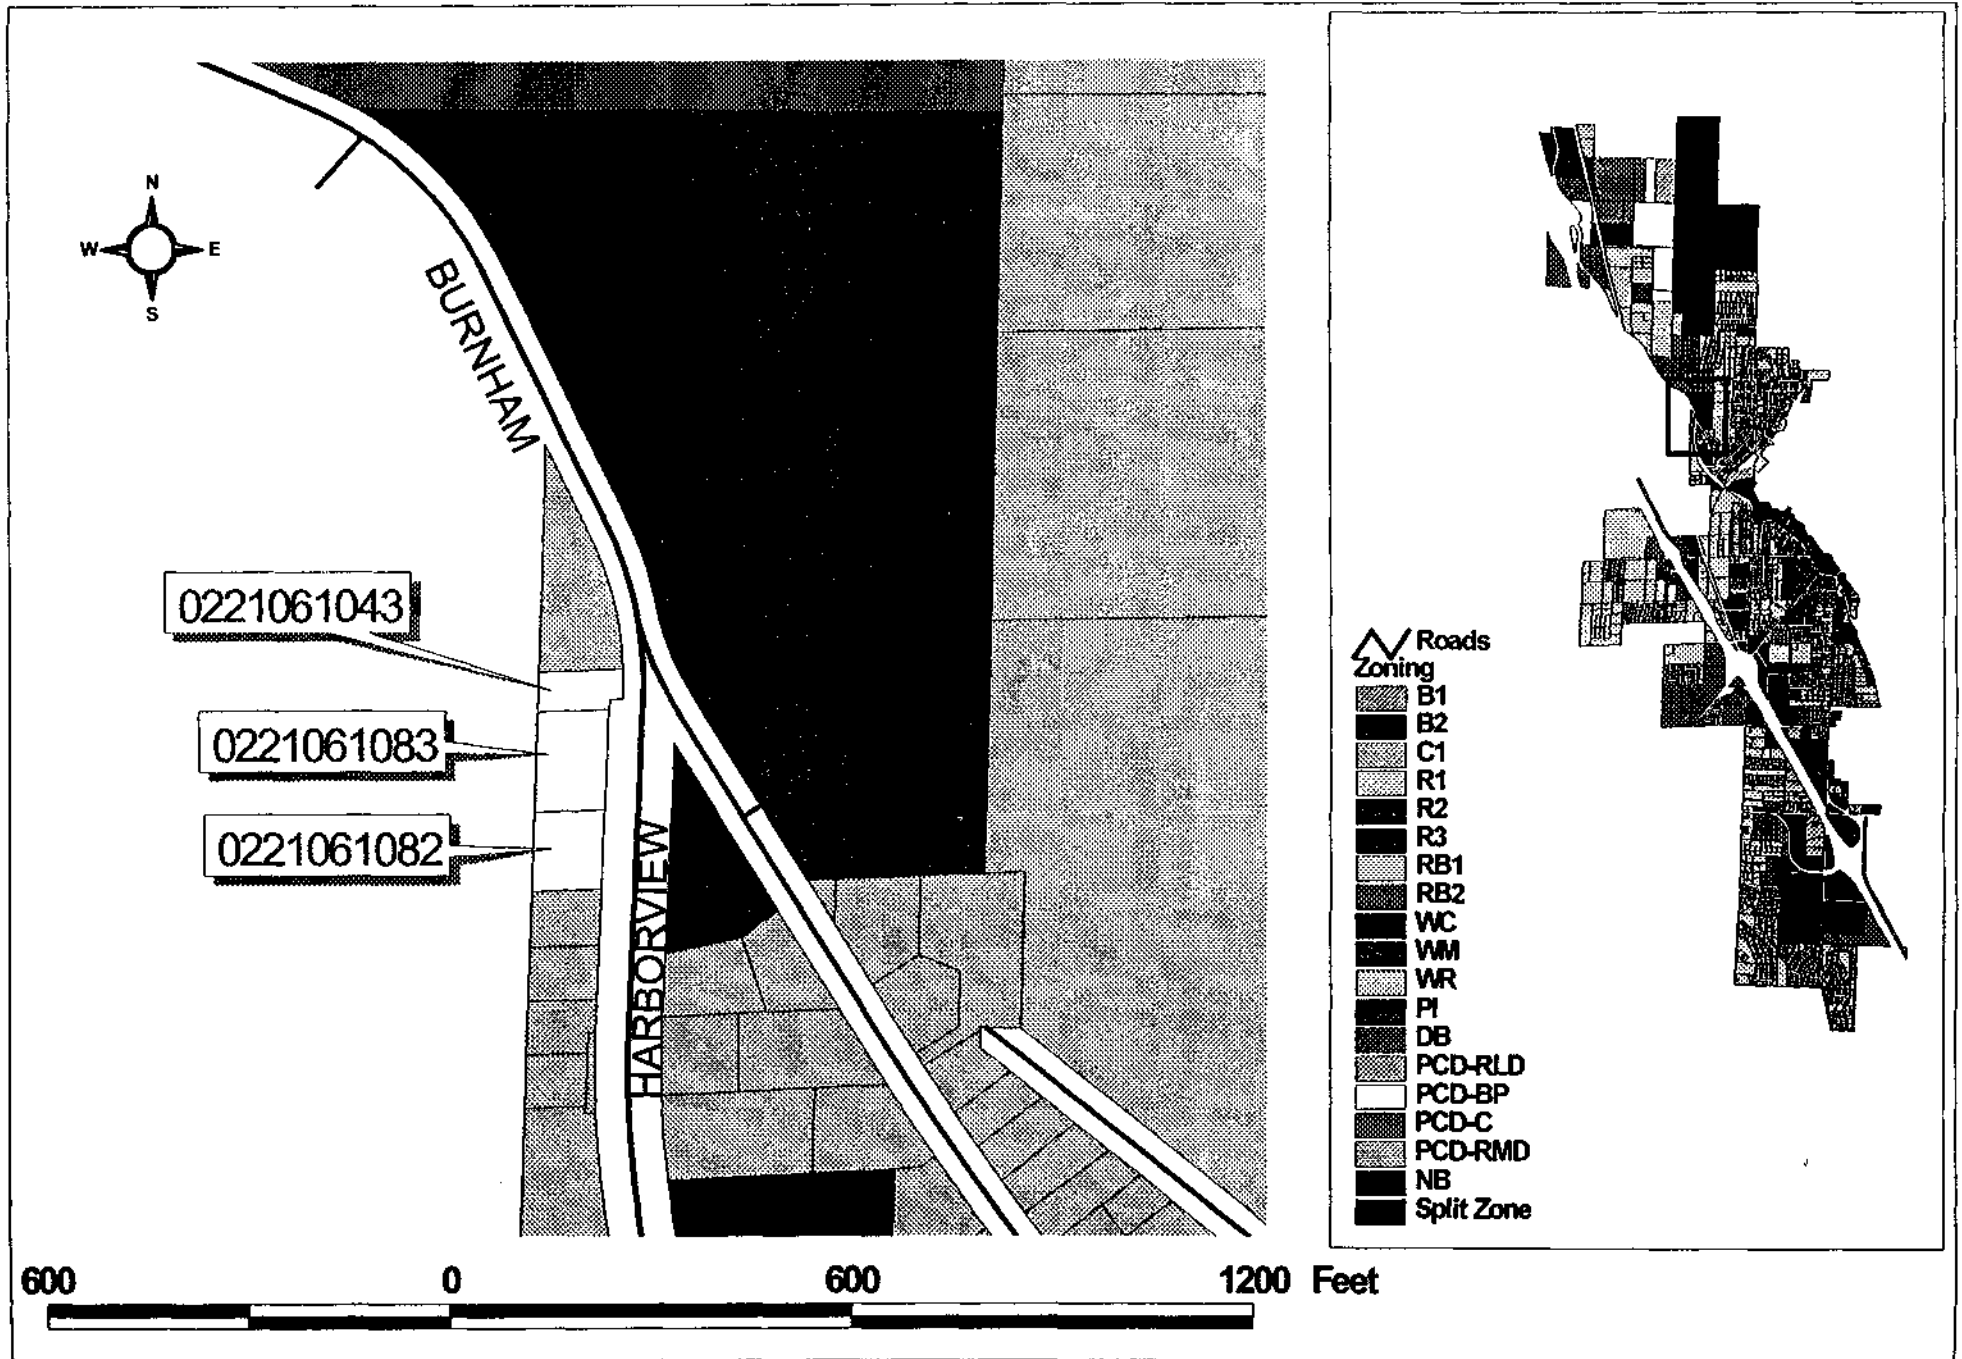 N
W E
S
BURNHAM
0221061043
0221061083
0221061082
HARBORVIEW
600 0 600 1200 Feet
Roads
Zoning
B1
B2
C1
R1
R2
R3
RB1
RB2
WC
WM
WR
PI
DB
PCD-RLD
PCD-BP
PCD-C
PCD-RMD
NB
Split Zone